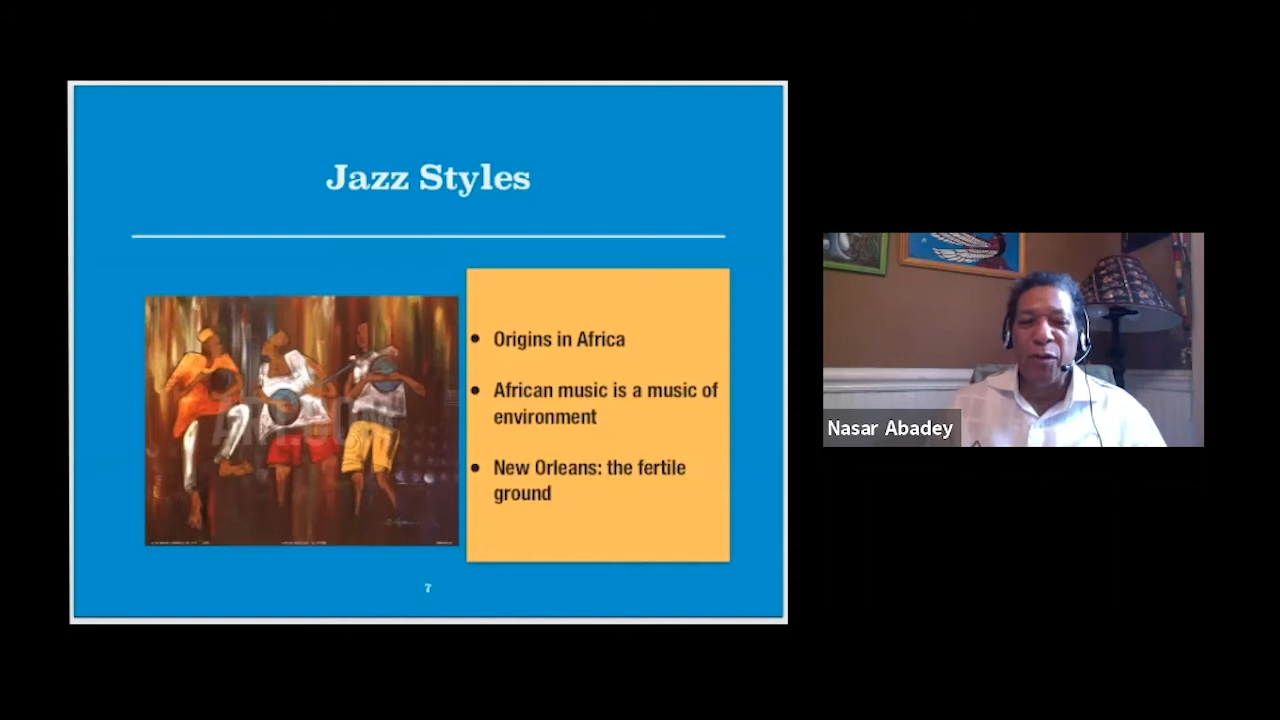 Jazz Styles
• Origins in Africa
• African music is a music of
environment
• New Orleans: the fertile
ground
7
Nasar Abadey